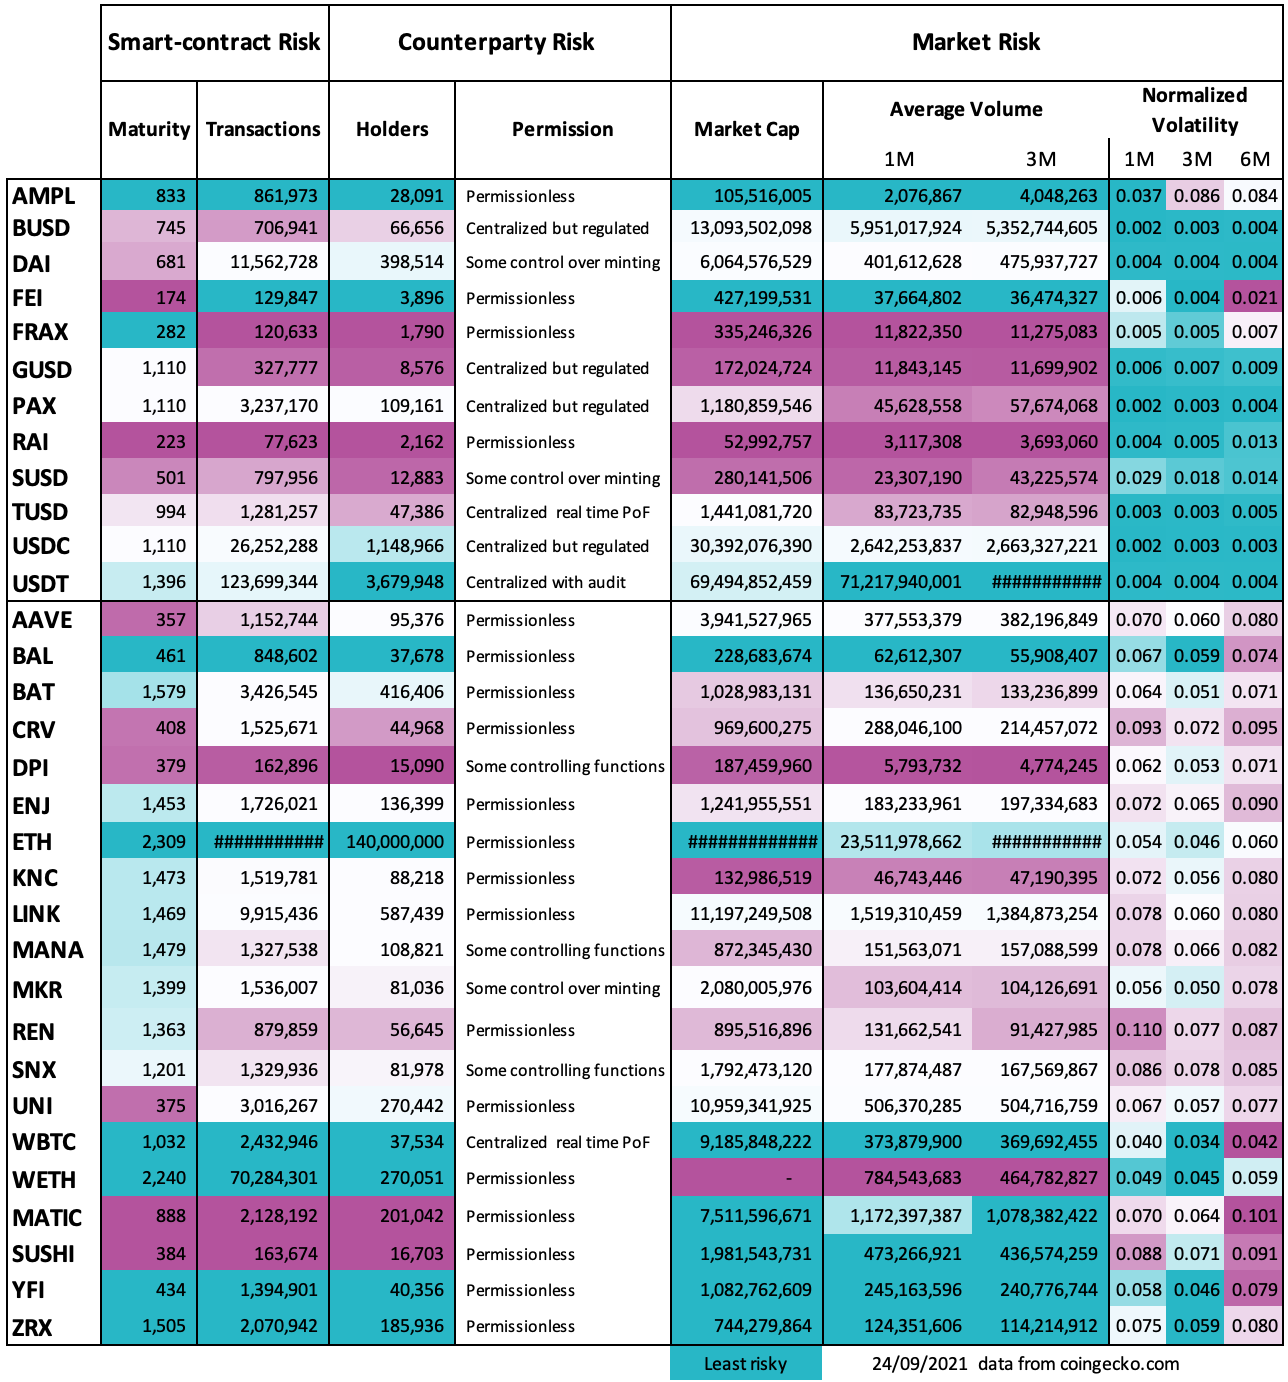 Smart-contract Risk Counterparty Risk Market Risk
Maturity Transactions Holders Permission Market Cap Average Volume Normalized Volatility
1M 3M 1M 3M 6M
AMPL 833 861,973 28,091 Permissionless 105,516,005 2,076,867 4,048,263 0.037 0.086 0.084
BUSD 745 706,941 66,656 Centralized but regulated 13,093,502,098 5,951,017,924 5,352,744,605 0.002 0.003 0.004
DAI 681 11,562,728 398,514 Some control over minting 6,064,576,529 401,612,628 475,937,727 0.004 0.004 0.004
FEI 174 129,847 3,896 Permissionless 427,199,531 37,664,802 36,474,327 0.006 0.004 0.021
FRAX 282 120,633 1,790 Permissionless 335,246,326 11,822,350 11,275,083 0.005 0.005 0.007
GUSD 1,110 327,777 8,576 Centralized but regulated 172,024,724 11,843,145 11,699,902 0.006 0.007 0.009
PAX 1,110 3,237,170 109,161 Centralized but regulated 1,180,859,546 45,628,558 57,674,068 0.002 0.003 0.004
RAI 223 77,623 2,162 Permissionless 52,992,757 3,117,308 3,693,060 0.004 0.005 0.013
SUSD 501 797,956 12,883 Some control over minting 280,141,506 23,307,190 43,225,574 0.029 0.018 0.014
TUSD 994 1,281,257 47,386 Centralized real time PoF 1,441,081,720 83,723,735 82,948,596 0.003 0.003 0.005
USDC 1,110 26,252,288 1,148,966 Centralized but regulated 30,392,076,390 2,642,253,837 2,663,327,221 0.002 0.003 0.003
USDT 1,396 123,699,344 3,679,948 Centralized with audit 69,494,852,459 71,217,940,001 ########### 0.004 0.004 0.004
AAVE 357 1,152,744 95,376 Permissionless 3,941,527,965 377,553,379 382,196,849 0.070 0.060 0.080
BAL 461 848,602 37,678 Permissionless 228,683,674 62,612,307 55,908,407 0.067 0.059 0.074
BAT 1,579 3,426,545 416,406 Permissionless 1,028,983,131 136,650,231 133,236,899 0.064 0.051 0.071
CRV 408 1,525,671 44,968 Permissionless 969,600,275 288,046,100 214,457,072 0.093 0.072 0.095
DPI 379 162,896 15,090 Some controlling functions 187,459,960 5,793,732 4,774,245 0.062 0.053 0.071
ENJ 1,453 1,726,021 136,399 Permissionless 1,241,955,551 183,233,961 197,334,683 0.072 0.065 0.090
ETH 2,309 ########### 140,000,000 Permissionless ############# 23,511,978,662 ########### 0.054 0.046 0.060
KNC 1,473 1,519,781 88,218 Permissionless 132,986,519 46,743,446 47,190,395 0.072 0.056 0.080
LINK 1,469 9,915,436 587,439 Permissionless 11,197,249,508 1,519,310,459 1,384,873,254 0.078 0.060 0.080
MANA 1,479 1,327,538 108,821 Some controlling functions 872,345,430 151,563,071 157,088,599 0.078 0.066 0.082
MKR 1,399 1,536,007 81,036 Some control over minting 2,080,005,976 103,604,414 104,126,691 0.056 0.050 0.078
REN 1,363 879,859 56,645 Permissionless 895,516,896 131,662,541 91,427,985 0.110 0.077 0.087
SNX 1,201 1,329,936 81,978 Some controlling functions 1,792,473,120 177,874,487 167,569,867 0.086 0.078 0.085
UNI 375 3,016,267 270,442 Permissionless 10,959,341,925 506,370,285 504,716,759 0.067 0.057 0.077
WBTC 1,032 2,432,946 37,534 Centralized real time PoF 9,185,848,222 373,879,900 369,692,455 0.040 0.034 0.042
WETH 2,240 70,284,301 270,051 Permissionless - 784,543,683 464,782,827 0.049 0.045 0.059
MATIC 888 2,128,192 201,042 Permissionless 7,511,596,671 1,172,397,387 1,078,382,422 0.070 0.064 0.101
SUSHI 384 163,674 16,703 Permissionless 1,981,543,731 473,266,921 436,574,259 0.088 0.071 0.091
YFI 434 1,394,901 40,356 Permissionless 1,082,762,609 245,163,596 240,776,744 0.058 0.046 0.079
ZRX 1,505 2,070,942 185,936 Permissionless 744,279,864 124,351,606 114,214,912 0.075 0.059 0.080
Least risky 24/09/2021 data from coingecko.com